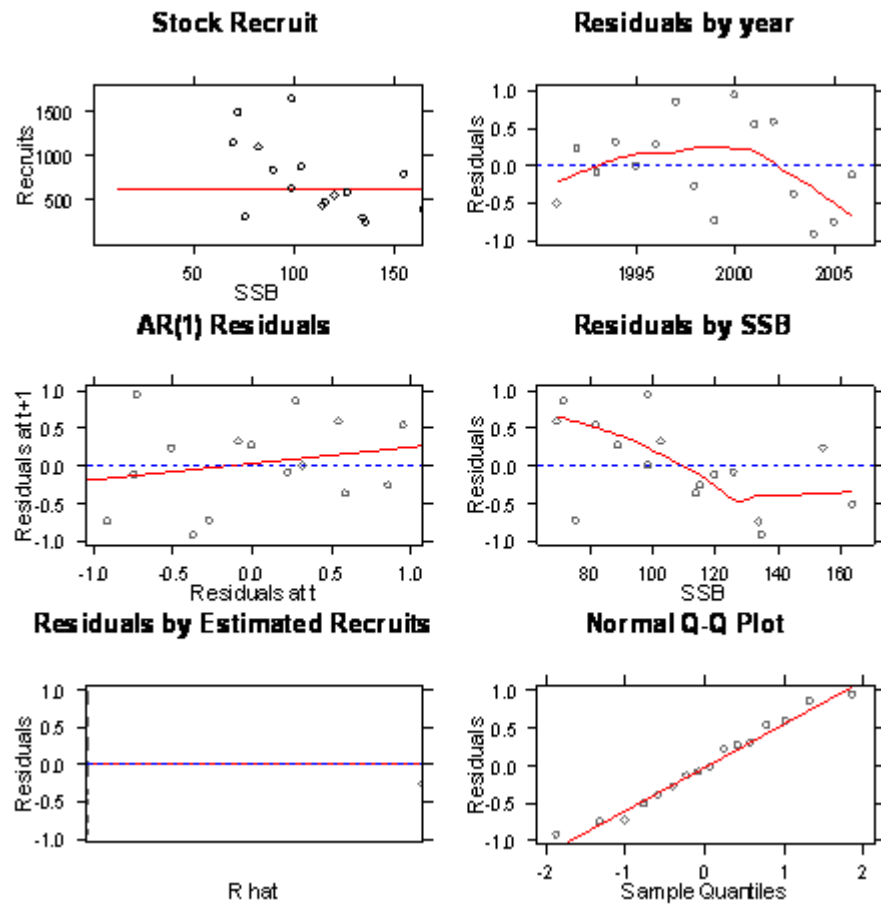 Stock Recruit
Recruits
1500
1000
500
50 100 150
SSB
Residuals by year
Residuals
1.0
0.5
0.0
-0.5
-1.0
1995 2000 2005
AR(1) Residuals
Residuals at t+1
1.0
0.5
0.0
-0.5
-1.0
-1.0 -0.5 0.0 0.5 1.0
Residuals at t
Residuals by SSB
Residuals
1.0
0.5
0.0
-0.5
-1.0
80 100 120 140 160
SSB
Residuals by Estimated Recruits
Residuals
1.0
0.5
0.0
-0.5
-1.0
R hat
Normal Q-Q Plot
Residuals
1.0
0.5
0.0
-0.5
-1.0
-2 -1 0 1 2
Sample Quantiles